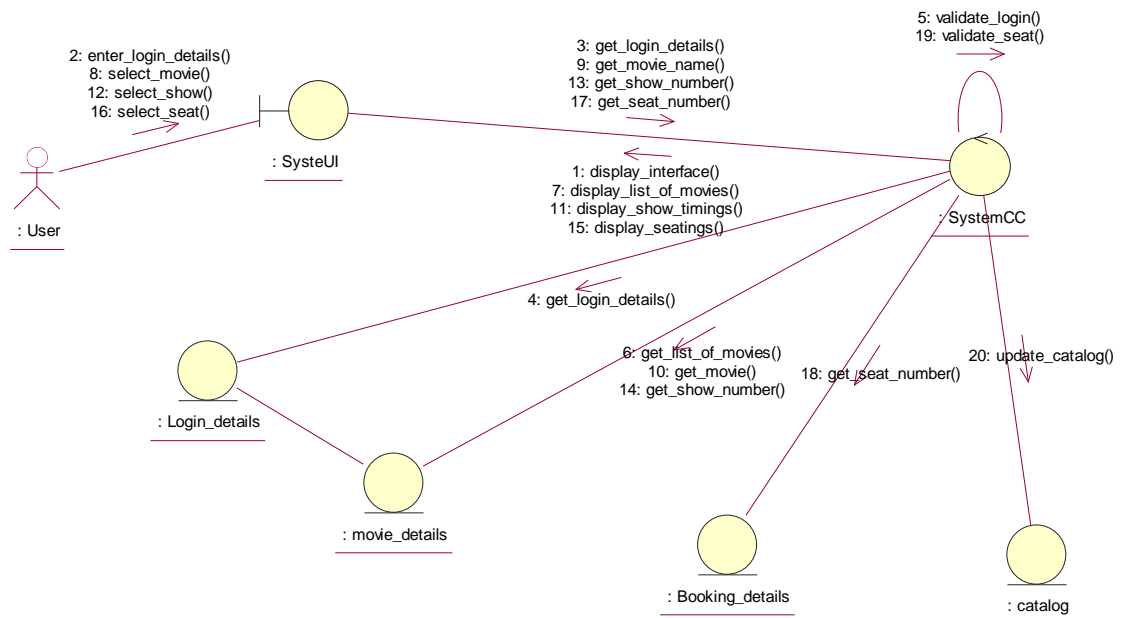 5: validate_login()
19: validate_seat()
2: enter_login_details()
8: select_movie()
12: select_show()
16: select_seat()
3: get_login_details()
9: get_movie_name()
13: get_show_number()
17: get_seat_number()
: SysteUI
1: display_interface()
7: display_list_of_movies()
11: display_show_timings()
15: display_seatings()
: User
: SystemCC
4: get_login_details()
6: get_list_of_movies()
10: get_movie()
14: get_show_number()
18: get_seat_number()
20: update_catalog()
: Login_details
: movie_details
: Booking_details
: catalog